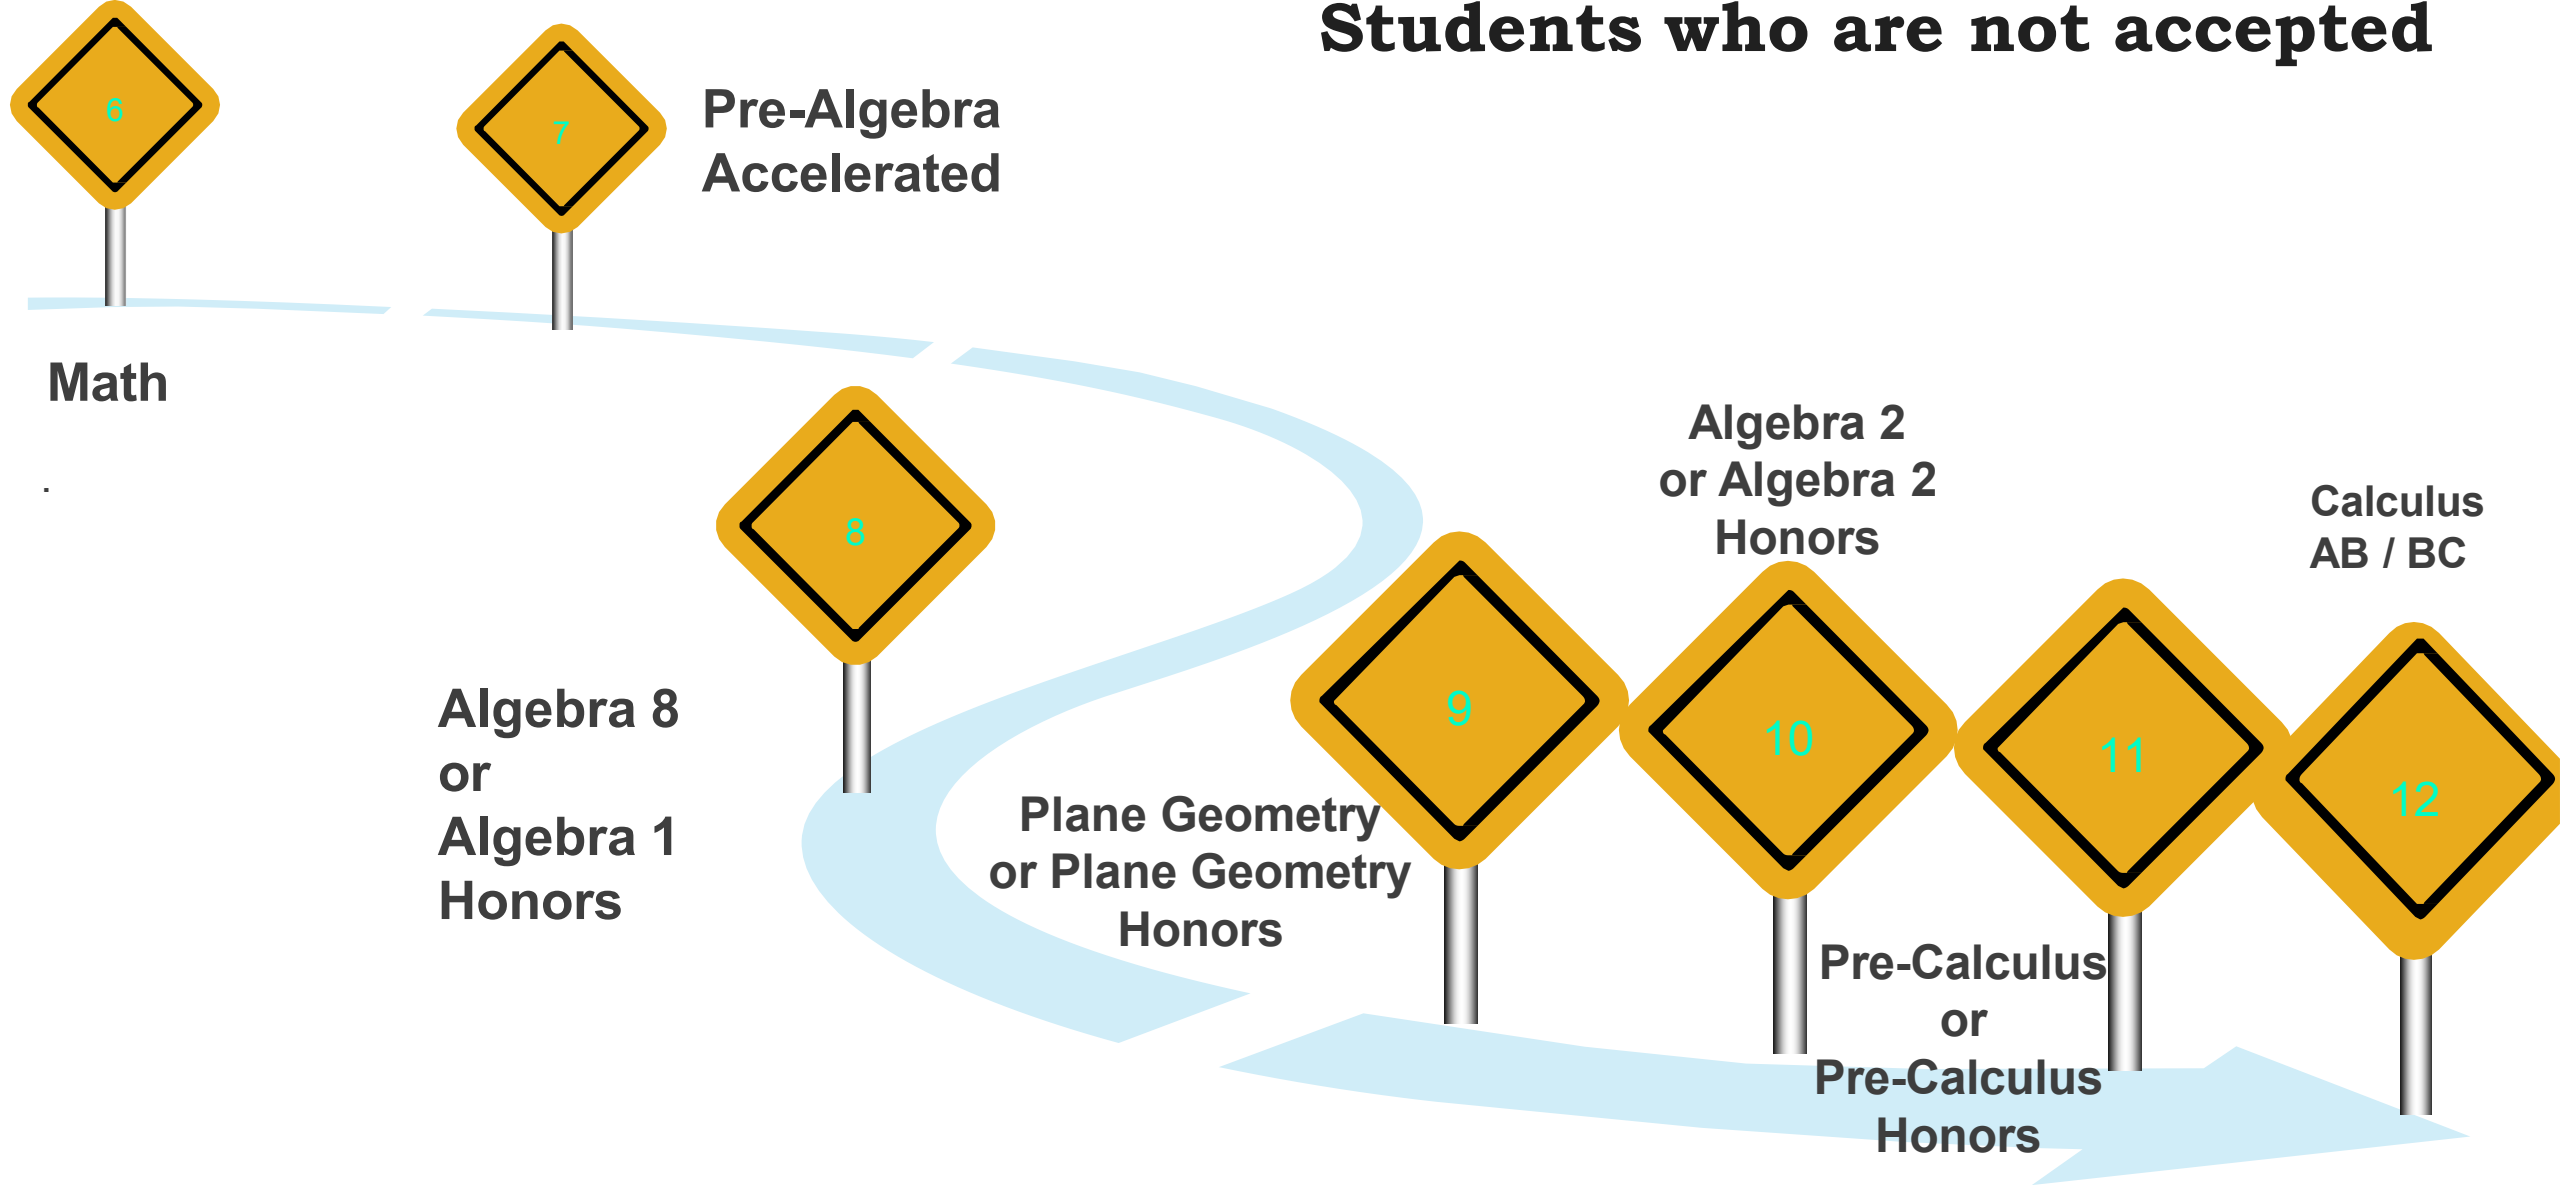 Students who are not accepted
6
7
Pre-Algebra
Accelerated
Math
.
8
Algebra 8
or
Algebra 1
Honors
9
Plane Geometry
or Plane Geometry
Honors
Algebra 2
or Algebra 2
Honors
10
11
Pre-Calculus
or
Pre-Calculus
Honors
Calculus
AB / BC
12